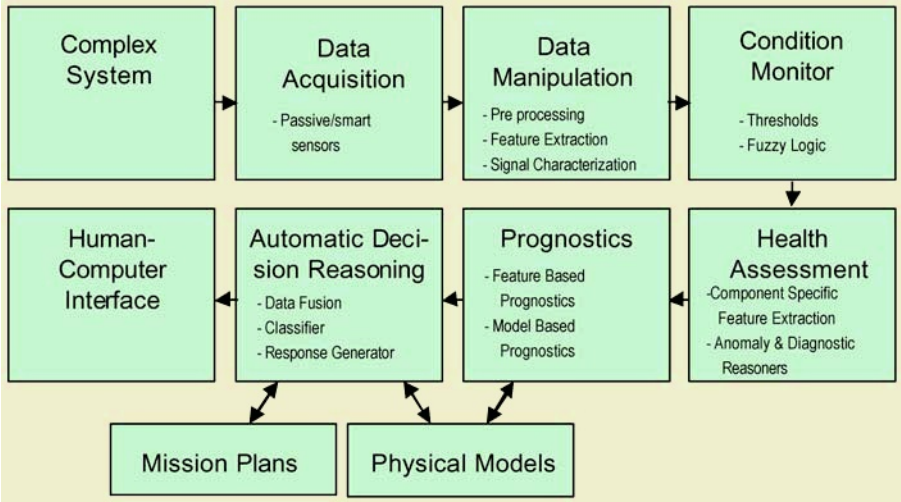 Complex
System
Data
Acquisition
- Passive/smart
sensors
Data
Manipulation
- Pre processing
- Feature Extraction
- Signal Characterization
Condition
Monitor
- Thresholds
- Fuzzy Logic
Human-
Computer
Interface
Automatic Deci-
sion Reasoning
- Data Fusion
- Classifier
- Response Generator
Prognostics
- Feature Based
Prognostics
- Model Based
Prognostics
Health
Assessment
-Component Specific
Feature Extraction
- Anomaly & Diagnostic
Reasoners
Mission Plans
Physical Models